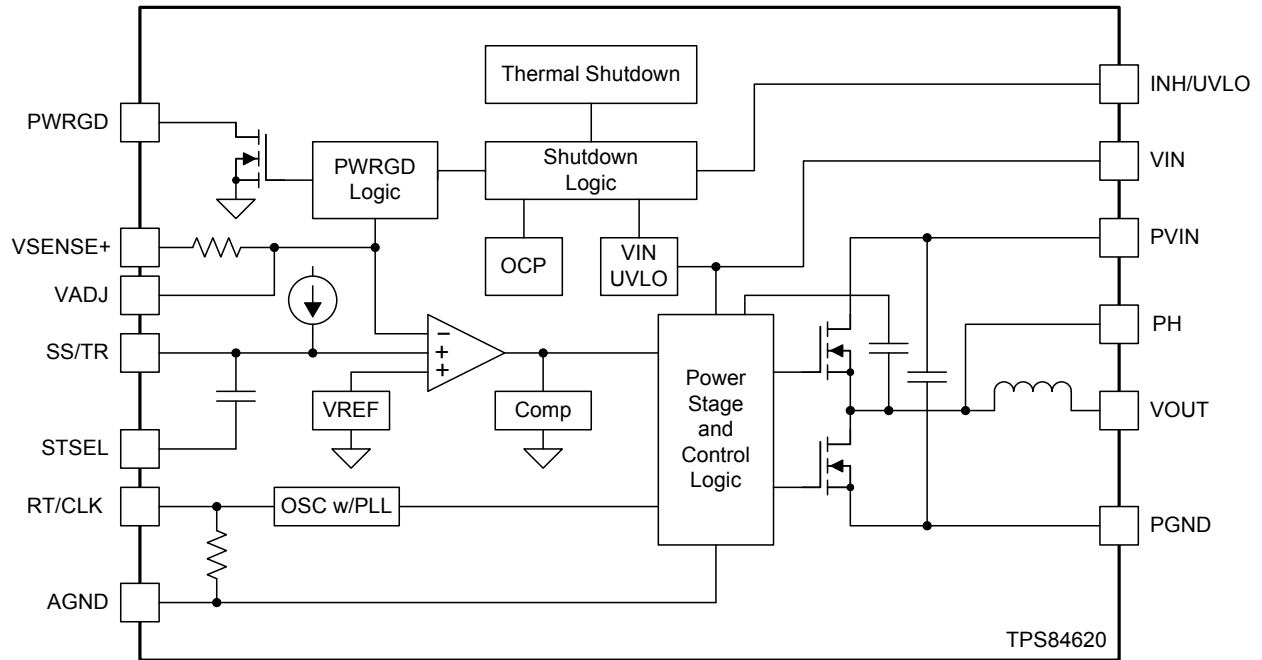 Thermal Shutdown
PWRGD
INH/UVLO
PWRGD
Logic
Shutdown
Logic
VIN
VSENSE+
OCP
VIN
UVLO
PVIN
VADJ
PH
SS/TR
−
+
+
VREF
Comp
Power
Stage
and
Control
Logic
VOUT
STSEL
RT/CLK
OSC w/PLL
PGND
AGND
TPS84620